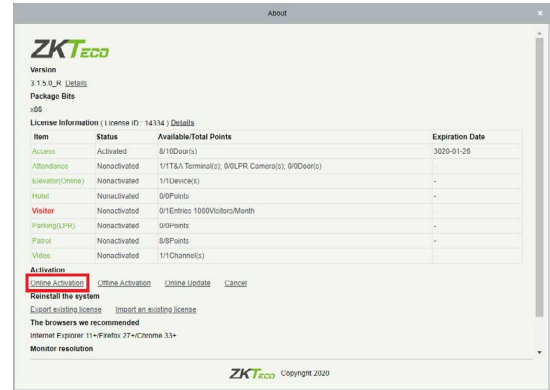 About
ZKTeco
Version
3.1.5.0_R Details
Package Bits
x86
License Information ( License ID : 14334 ) Details
Item Status Available/Total Points Expiration Date
Access Activated 8/10Door(s) 3020-01-26
Attendance Nonactivated 1/1T&A Terminal(s); 0/0LPR Camera(s); 0/0Door(s) -
Elevator(Online) Nonactivated 1/1Device(s) -
Hotel Nonactivated 0/0Points -
Visitor Nonactivated 0/1Entries 1000Visitors/Month
Parking(LPR) Nonactivated 0/0Points -
Patrol Nonactivated 8/8Points -
Video Nonactivated 1/1Channel(s) -
Activation
Online Activation Offline Activation Online Update Cancel
Reinstall the system
Export existing license Import an existing license
The browsers we recommended
Internet Explorer 11+/Firefox 27+/Chrome 33+
Monitor resolution
ZKTeco Copyright 2020